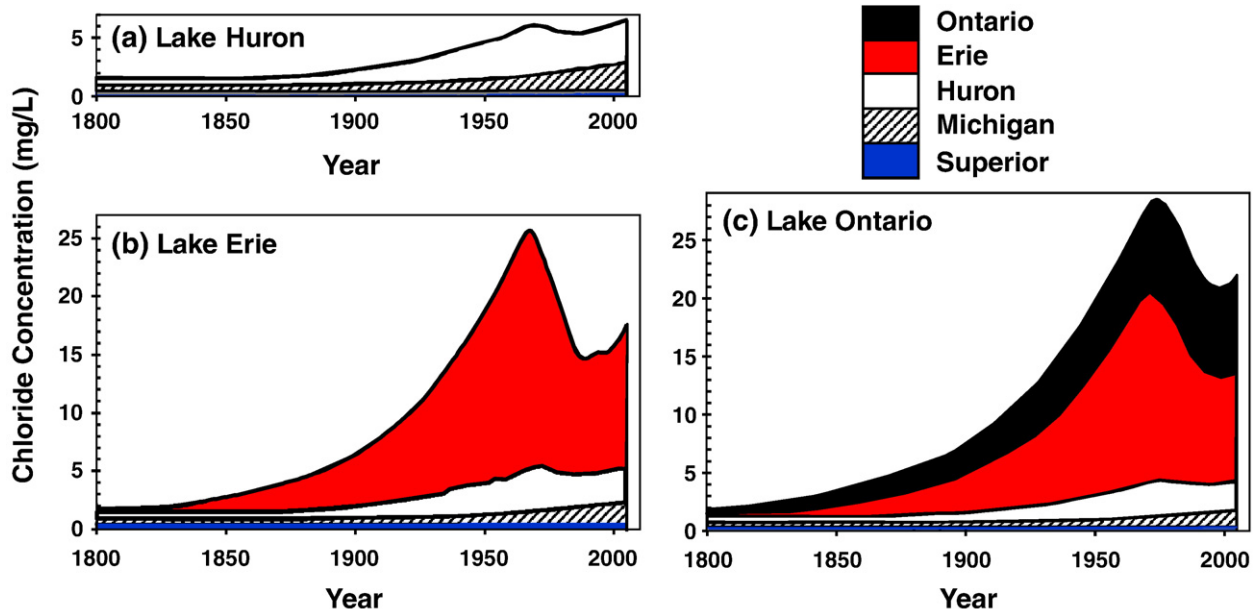 (a) Lake Huron
5
0
1800 1850 1900 1950 2000
Year
Ontario
Erie
Huron
Michigan
Superior
Chloride Concentration (mg/L)
(b) Lake Erie
25
20
15
10
5
0
1800 1850 1900 1950 2000
Year
(c) Lake Ontario
25
20
15
10
5
0
1800 1850 1900 1950 2000
Year